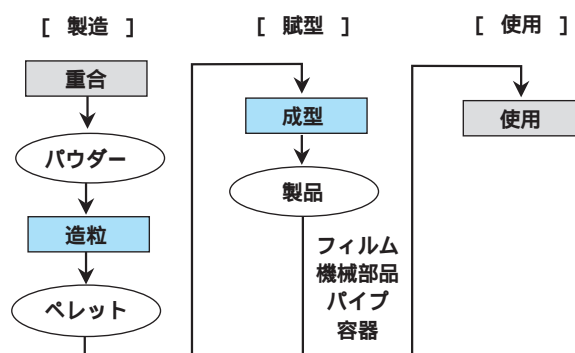 [ 製造 ]
重合
パウダー
造粒
ペレット
[ 賦型 ]
成型
製品
フィルム
機械部品
パイプ
容器
[ 使用 ]
使用